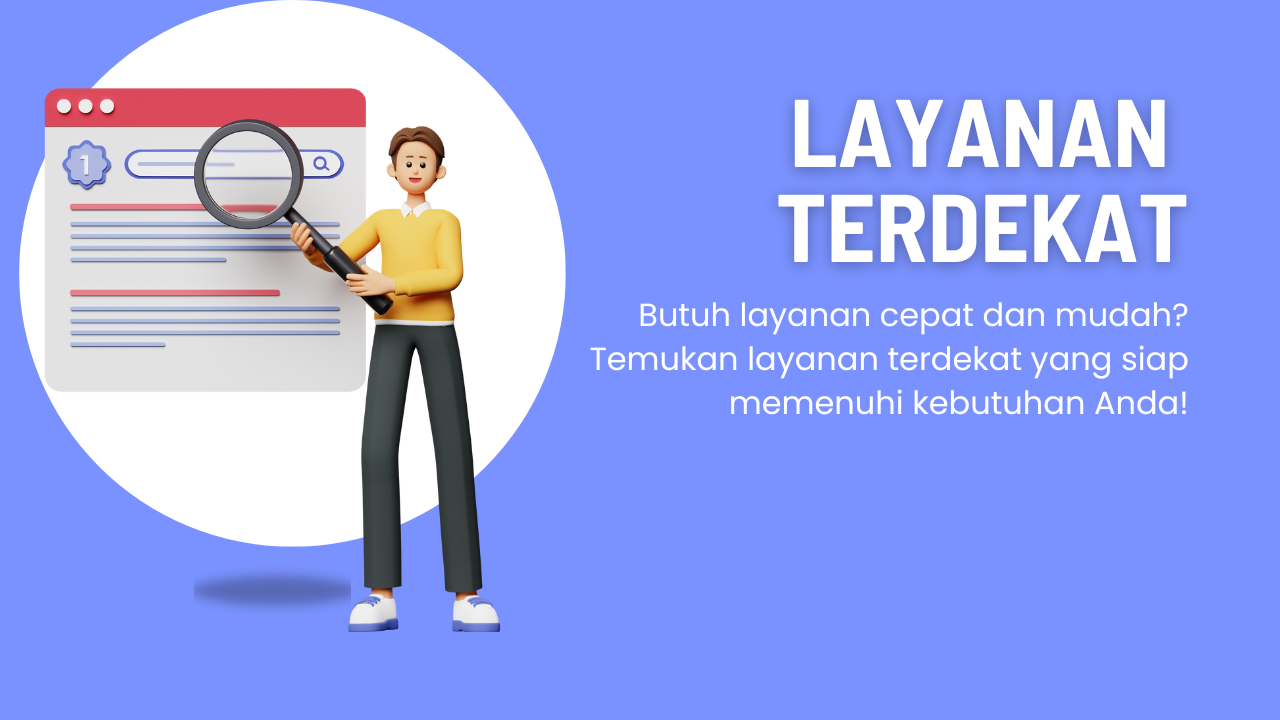 1
LAYANAN
TERDEKAT
Butuh layanan cepat dan mudah?
Temukan layanan terdekat yang siap
memenuhi kebutuhan Anda!